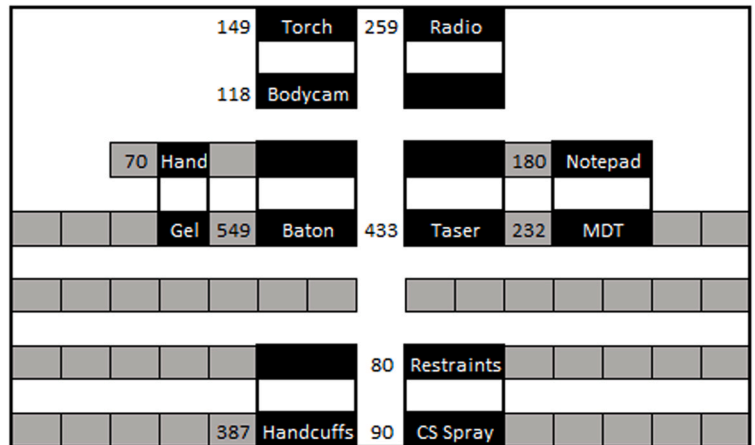 149 Torch 259 Radio
118 Bodycam
70 Hand 180 Notepad
Gel 549 Baton 433 Taser 232 MDT
80 Restraints
387 Handcuffs 90 CS Spray